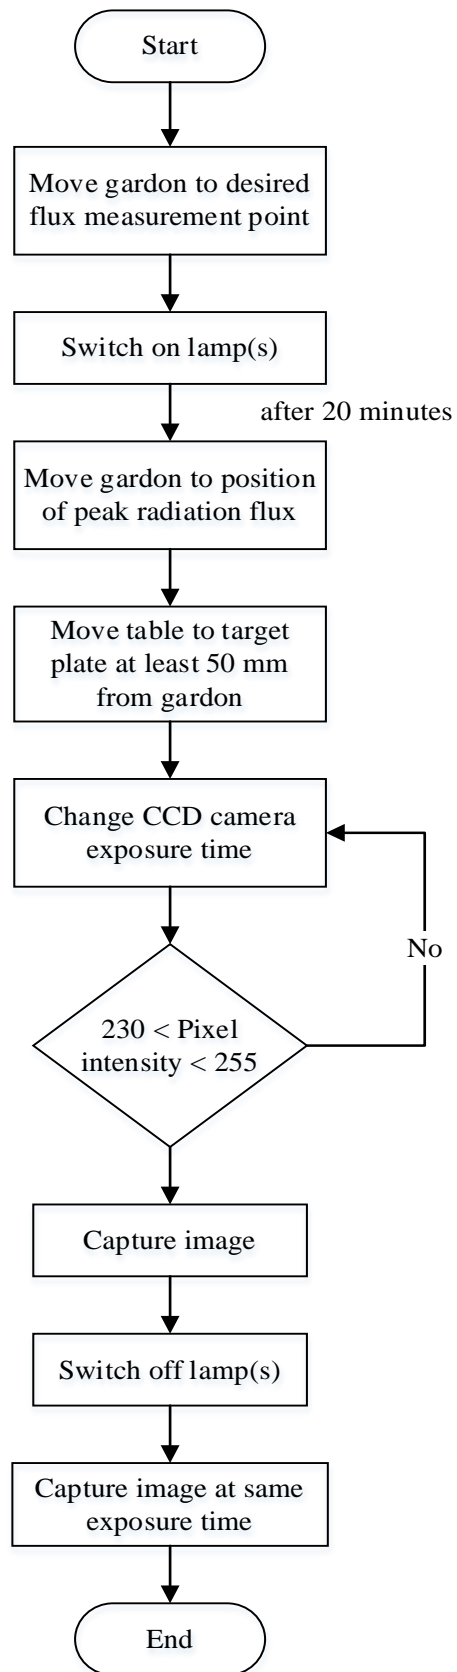 Start
Move gardon to desired
flux measurement point
Switch on lamp(s)
after 20 minutes
Move gardon to position
of peak radiation flux
Move table to target
plate at least 50 mm
from gardon
Change CCD camera
exposure time
No
230 < Pixel
intensity < 255
Capture image
Switch off lamp(s)
Capture image at same
exposure time
End